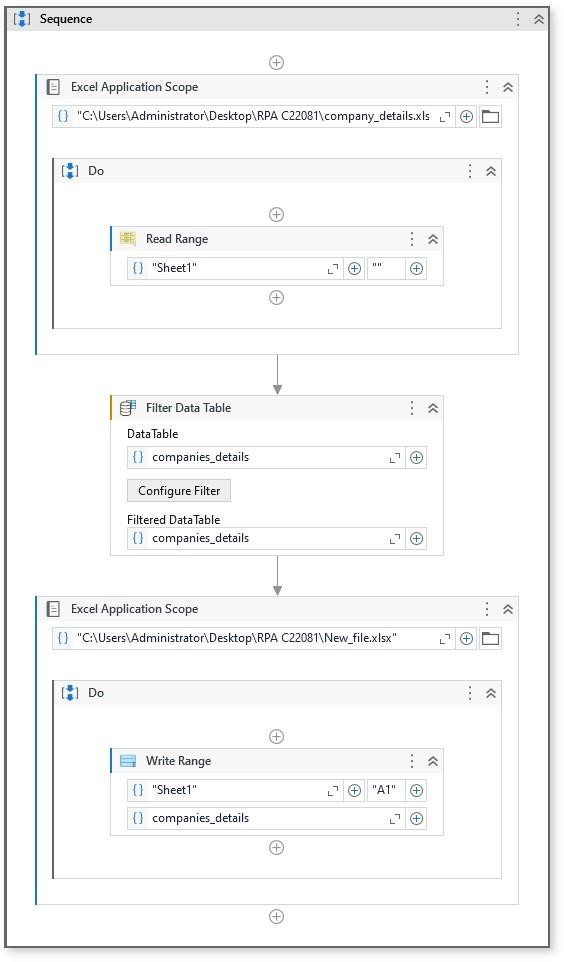 Sequence
Excel Application Scope
"C:\Users\Administrator\Desktop\RPA C22081\company_details.xls
Do
Read Range
"Sheet1" ""
Filter Data Table
DataTable
companies_details
Configure Filter
Filtered DataTable
companies_details
Excel Application Scope
"C:\Users\Administrator\Desktop\RPA C22081\New_file.xlsx"
Do
Write Range
"Sheet1" "A1"
companies_details